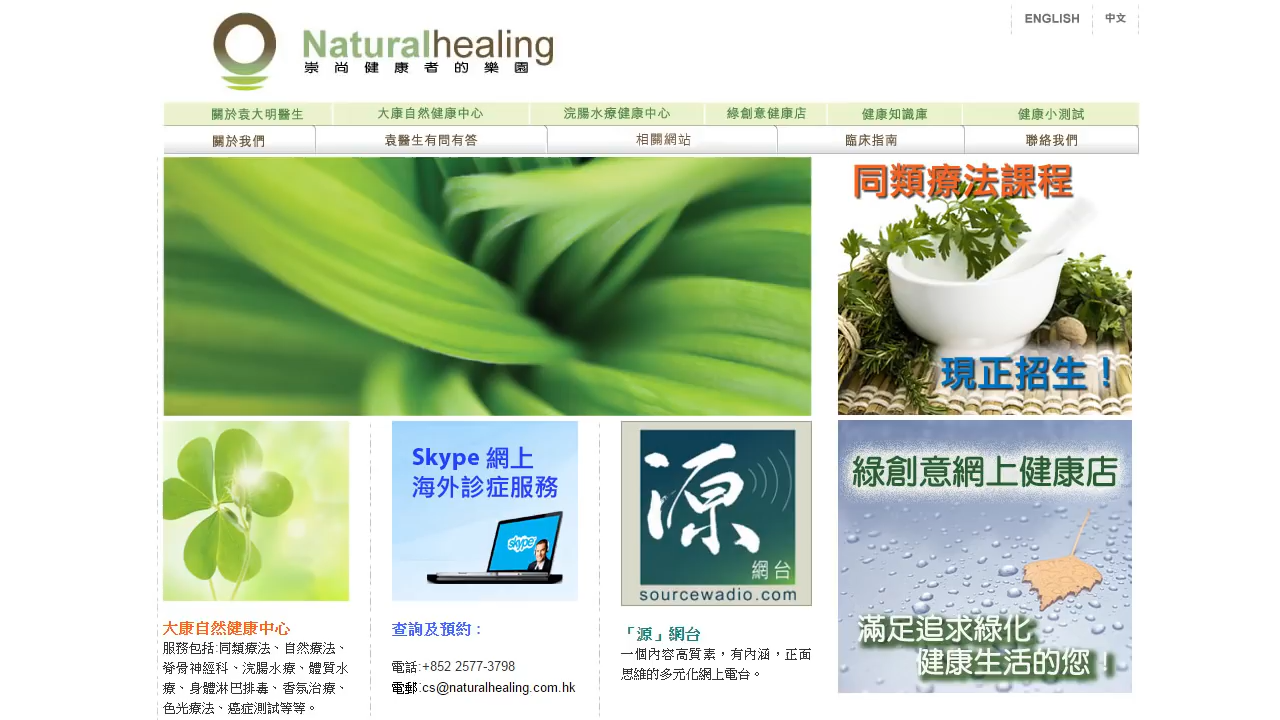 ENGLISH 中文
Naturalhealing
崇尚健康者的樂園
關於袁大明醫生 大康自然健康中心 浣腸水療健康中心 綠創意健康店 健康知識庫 健康小測試
關於我們 袁醫生有問有答 相關網站 臨床指南 聯絡我們
同類療法課程
現正招生！
Skype 網上
海外診症服務
skype
源
網台
sourcewadio.com
綠創意網上健康店
滿足追求綠化
健康生活的您！
大康自然健康中心
服務包括:同類療法、自然療法、
脊骨神經科、浣腸水療、體質水
療、身體淋巴排毒、香氛治療、
色光療法、癌症測試等等。
查詢及預約：
電話:+852 2577-3798
電郵:cs@naturalhealing.com.hk
「源」網台
一個內容高質素，有內涵，正面
思維的多元化網上電台。